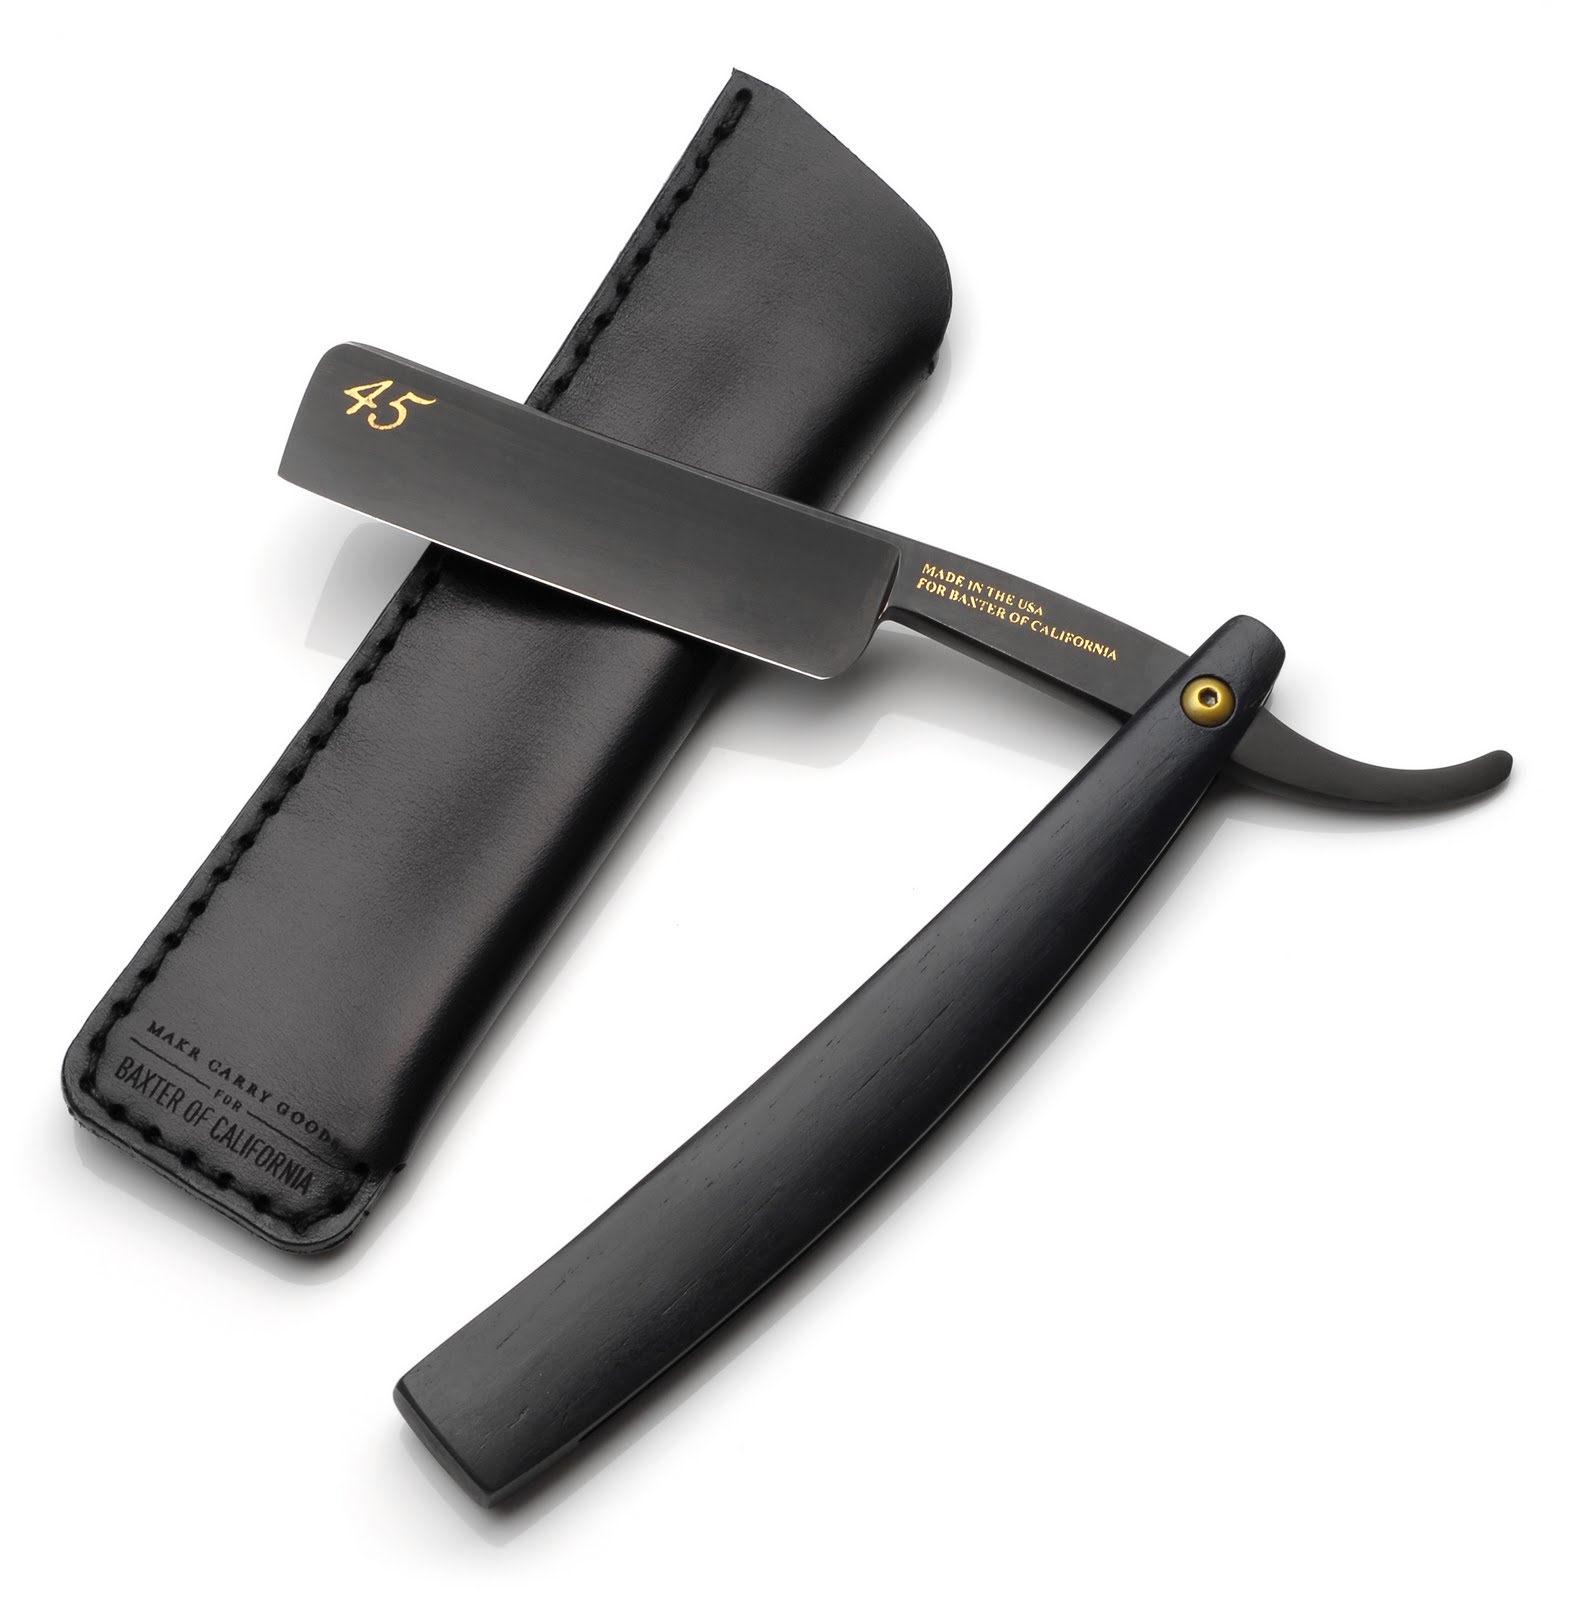 45
MADE IN THE USA
FOR BAXTER OF CALIFORNIA
MAKR CARRY GOODS
FOR
BAXTER OF CALIFORNIA